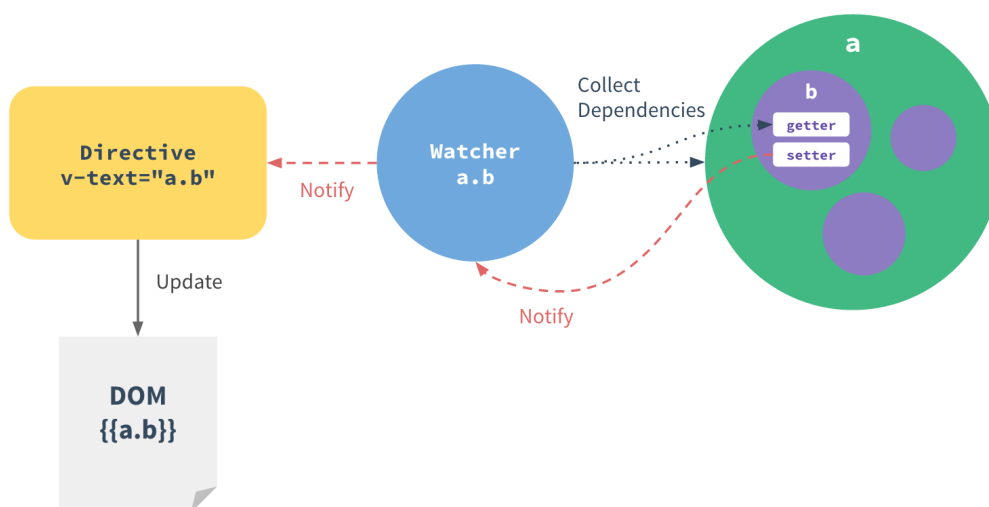 Directive
v-text="a.b"
Notify
Update
DOM
{{a.b}}
Watcher
a.b
Notify
Collect
Dependencies
a
b
getter
setter